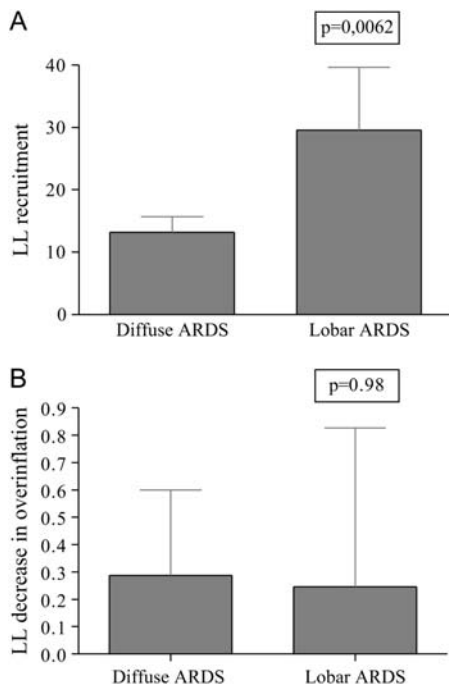 A
p=0,0062
LL recruitment
40
30
20
10
0
Diffuse ARDS Lobar ARDS
B
p=0.98
LL decrease in overinflation
0.9
0.8
0.7
0.6
0.5
0.4
0.3
0.2
0.1
0.0
Diffuse ARDS Lobar ARDS